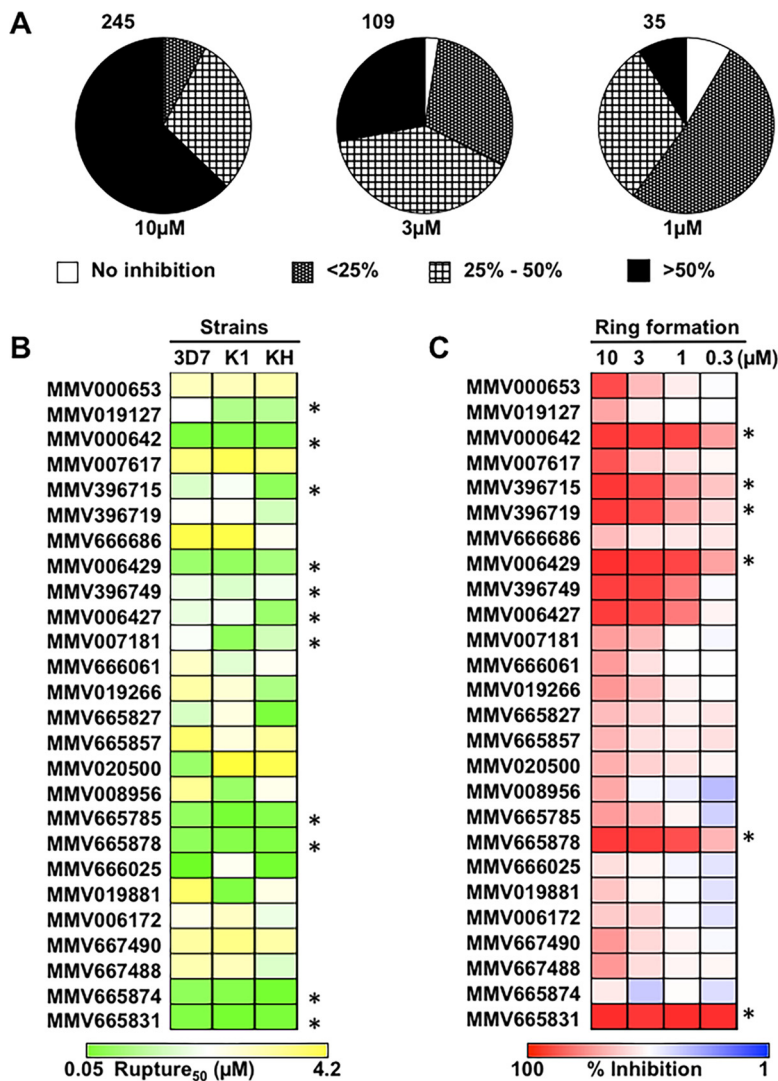 A
245 109 35
10µM 3µM 1µM
No inhibition <25% 25% - 50% >50%
B
Strains
3D7 K1 KH
MMV000653
MMV019127 *
MMV000642 *
MMV007617
MMV396715 *
MMV396719
MMV666686
MMV006429 *
MMV396749 *
MMV006427 *
MMV007181 *
MMV666061
MMV019266
MMV665827
MMV665857
MMV020500
MMV008956
MMV665785 *
MMV665878 *
MMV666025
MMV019881
MMV006172
MMV667490
MMV667488
MMV665874 *
MMV665831 *
0.05 Rupture50 (µM) 4.2
C
Ring formation
10 3 1 0.3 (µM)
MMV000653
MMV019127
MMV000642 *
MMV007617
MMV396715 *
MMV396719 *
MMV666686
MMV006429 *
MMV396749
MMV006427
MMV007181
MMV666061
MMV019266
MMV665827
MMV665857
MMV020500
MMV008956
MMV665785
MMV665878 *
MMV666025
MMV019881
MMV006172
MMV667490
MMV667488
MMV665874
MMV665831 *
100 % Inhibition 1